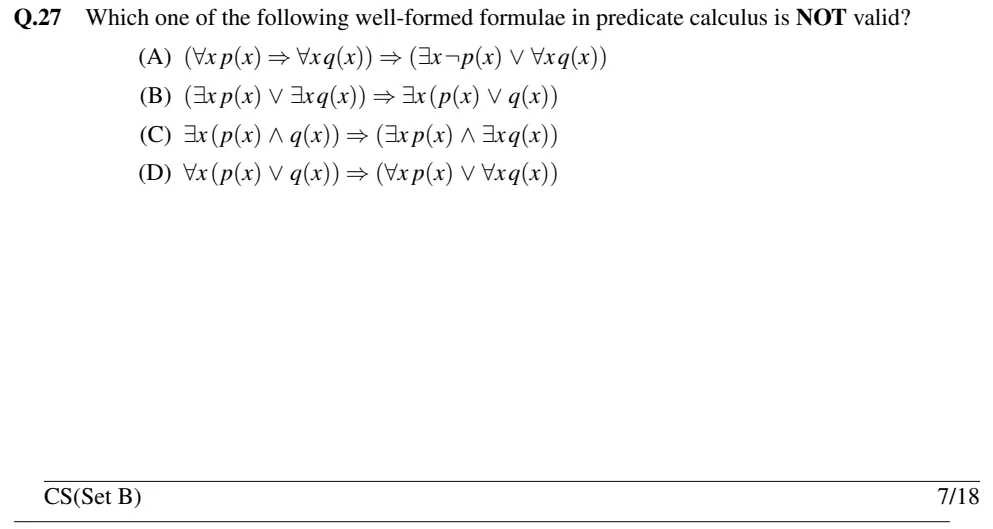 Q.27 Which one of the following well-formed formulae in predicate calculus is NOT valid?
(A) (∀x p(x) ⇒ ∀x q(x)) ⇒ (∃x ¬p(x) ∨ ∀x q(x))
(B) (∃x p(x) ∨ ∃x q(x)) ⇒ ∃x (p(x) ∨ q(x))
(C) ∃x (p(x) ∧ q(x)) ⇒ (∃x p(x) ∧ ∃x q(x))
(D) ∀x (p(x) ∨ q(x)) ⇒ (∀x p(x) ∨ ∀x q(x))
CS(Set B) 7/18